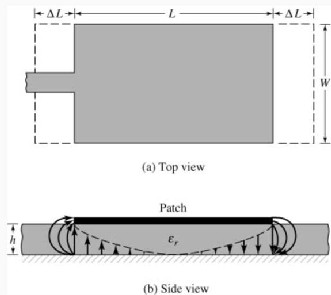 ΔL L ΔL
W
(a) Top view
Patch
h εr
(b) Side view